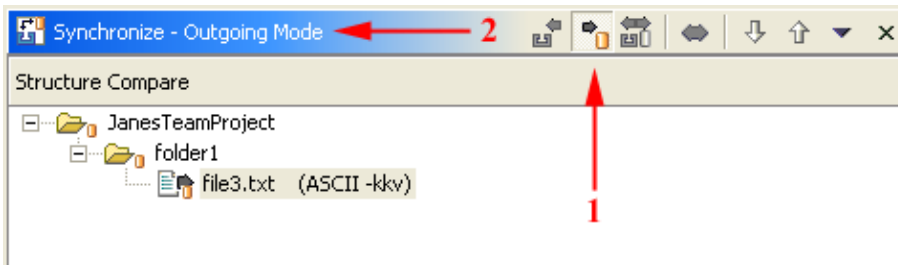 Synchronize - Outgoing Mode 2
Structure Compare
JanesTeamProject
folder1
file3.txt (ASCII -kkv)
1